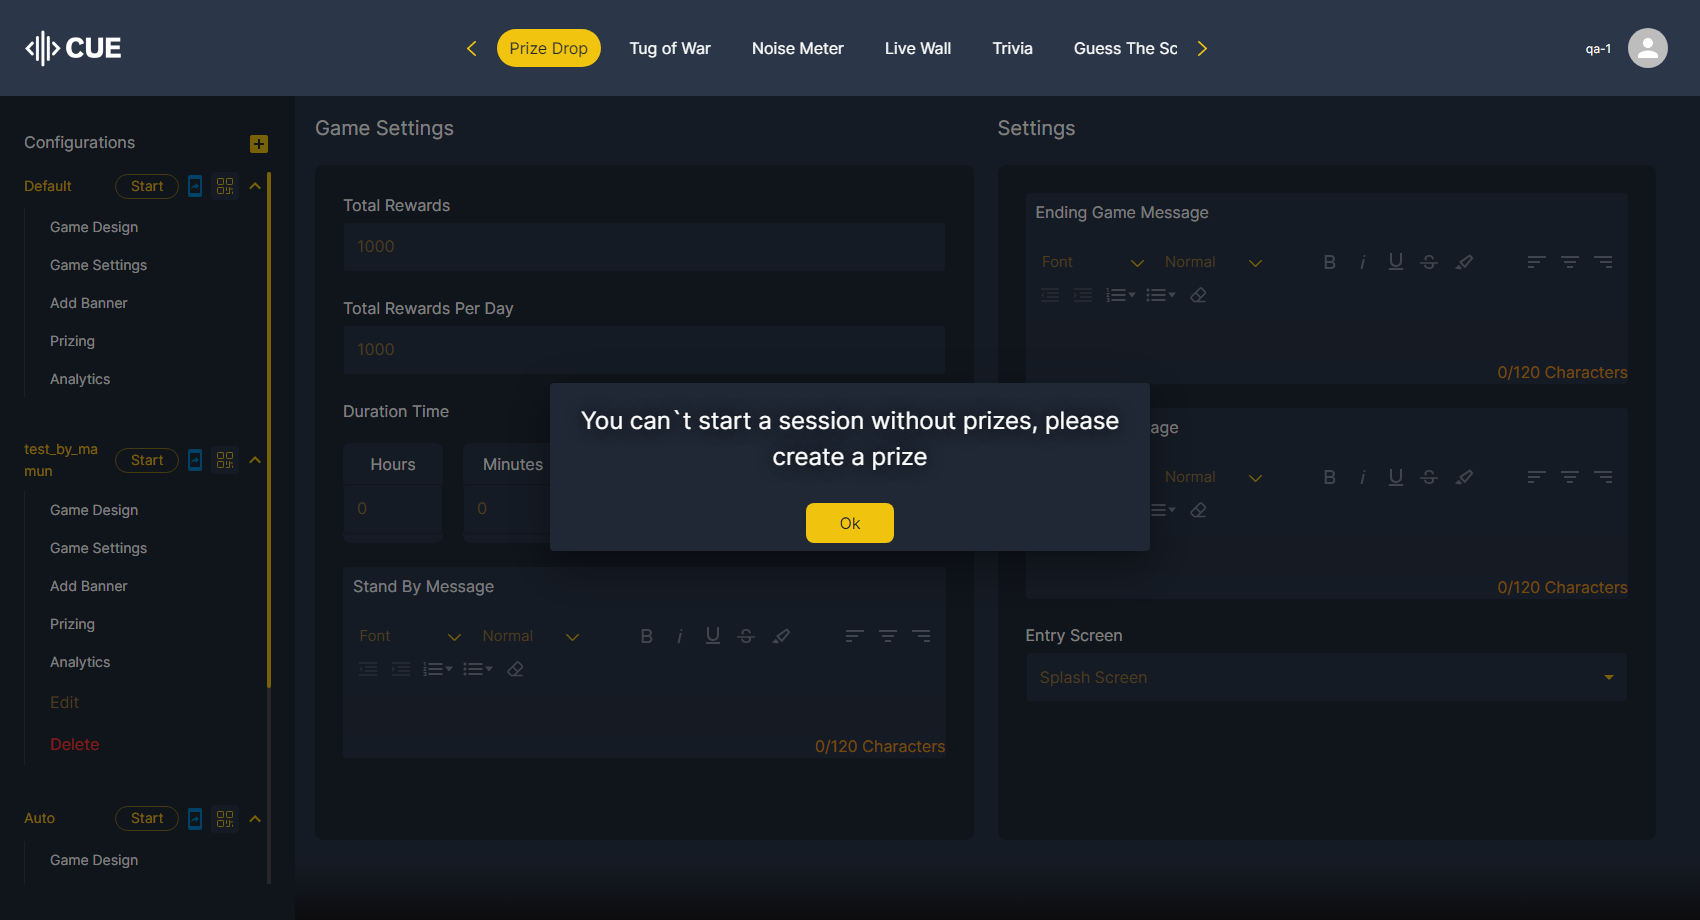 CUE
Prize Drop
Tug of War
Noise Meter
Live Wall
Trivia
Guess The Sc
qa-1
Configurations
Default
Start
Game Design
Game Settings
Add Banner
Prizing
Analytics
test_by_ma
mun
Start
Game Design
Game Settings
Add Banner
Prizing
Analytics
Edit
Delete
Auto
Start
Game Design
Game Settings
Total Rewards
1000
Total Rewards Per Day
1000
Duration Time
Hours
Minutes
0
0
Stand By Message
Font
Normal
B i U S
0/120 Characters
Settings
Ending Game Message
Font
Normal
B i U S
0/120 Characters
age
Normal
B i U S
0/120 Characters
Entry Screen
Splash Screen
You can`t start a session without prizes, please
create a prize
Ok